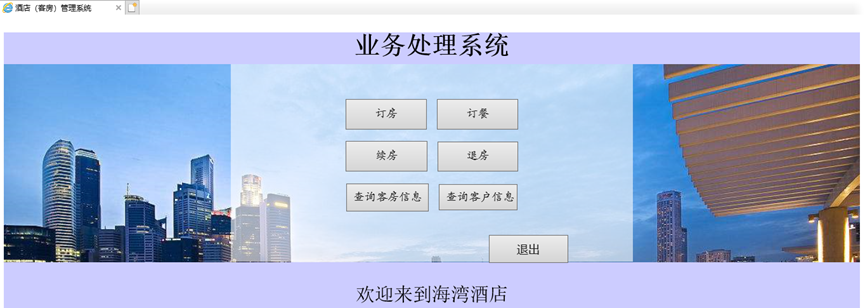 酒店（客房）管理系统
业务处理系统
订房 订餐
续房 退房
查询客房信息 查询客户信息
退出
欢迎来到海湾酒店